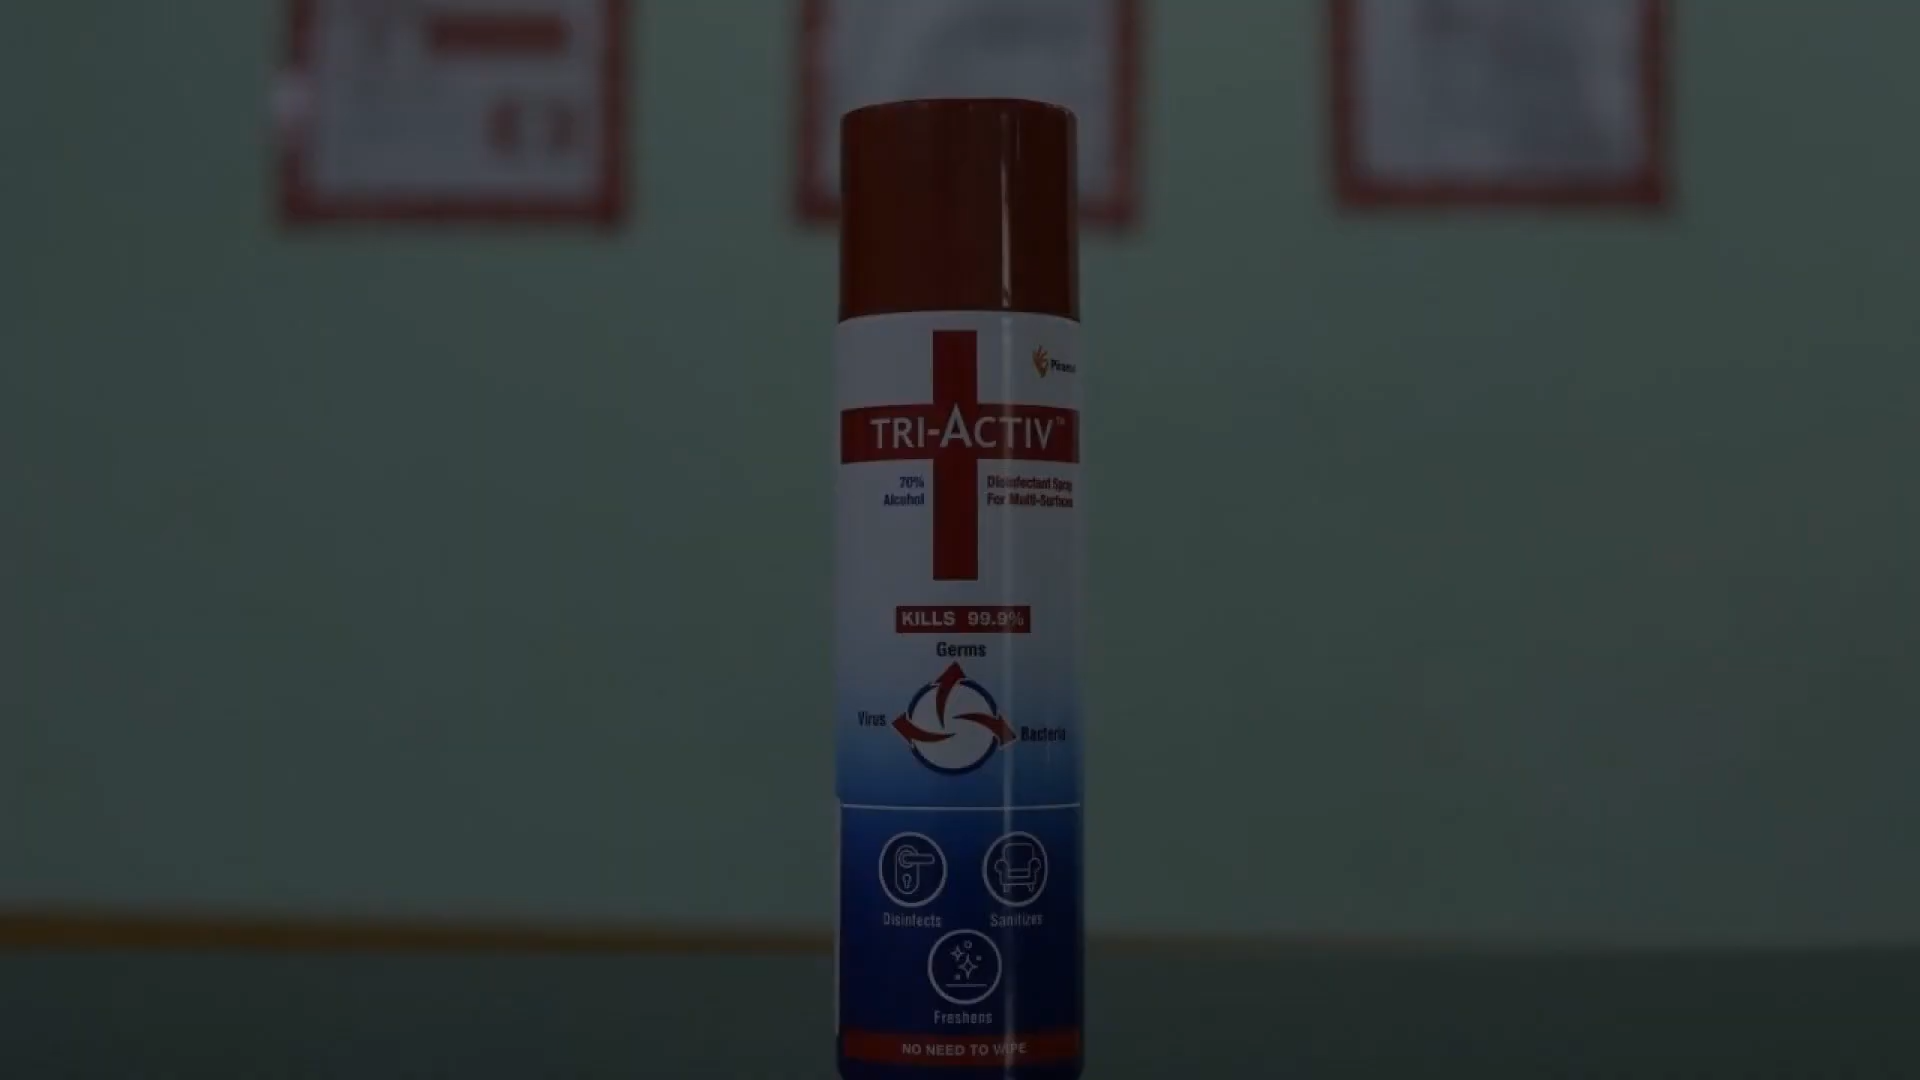 TRI-ACTIV™
70%
Alcohol
Disinfectant Spray
For Multi-Surface
KILLS 99.9%
Germs
Virus
Bacteria
Disinfects
Sanitizes
Freshens
NO NEED TO WIPE